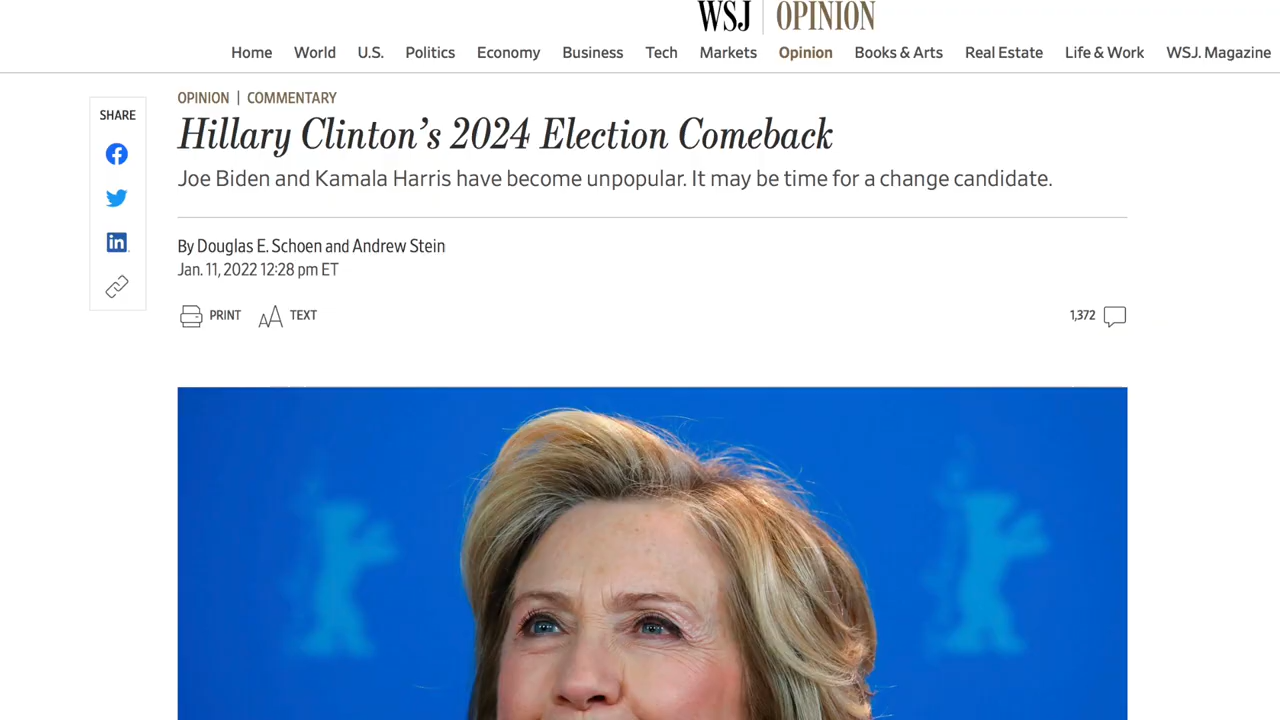 WSJ OPINION
Home World U.S. Politics Economy Business Tech Markets Opinion Books & Arts Real Estate Life & Work WSJ. Magazine
SHARE
OPINION | COMMENTARY
Hillary Clinton’s 2024 Election Comeback
Joe Biden and Kamala Harris have become unpopular. It may be time for a change candidate.
By Douglas E. Schoen and Andrew Stein
Jan. 11, 2022 12:28 pm ET
PRINT AA TEXT
1,372